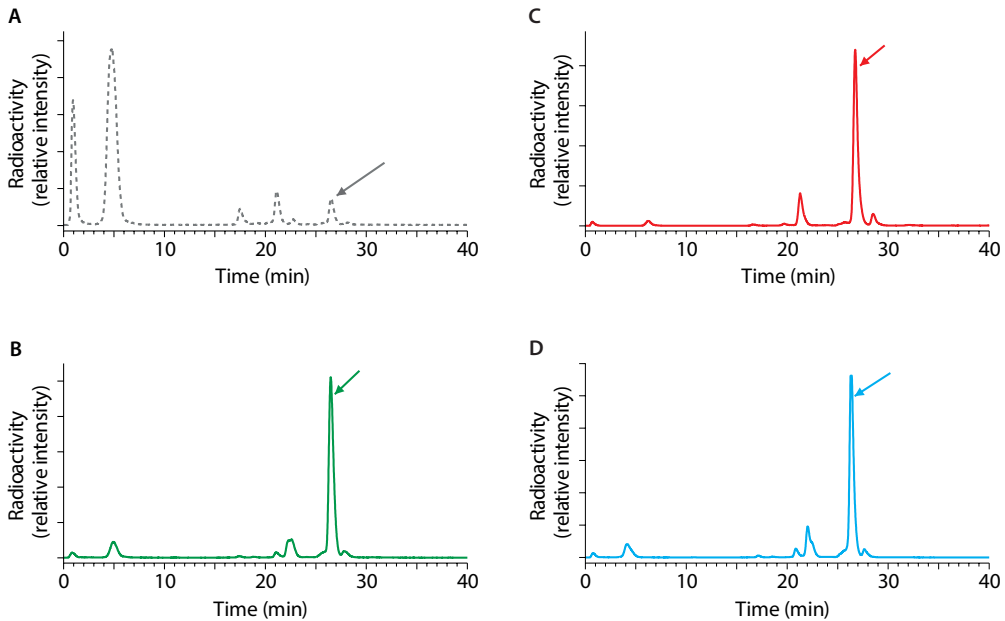 A
Radioactivity
(relative intensity)
0 10 20 30 40
Time (min)
B
Radioactivity
(relative intensity)
0 10 20 30 40
Time (min)
C
Radioactivity
(relative intensity)
0 10 20 30 40
Time (min)
D
Radioactivity
(relative intensity)
0 10 20 30 40
Time (min)